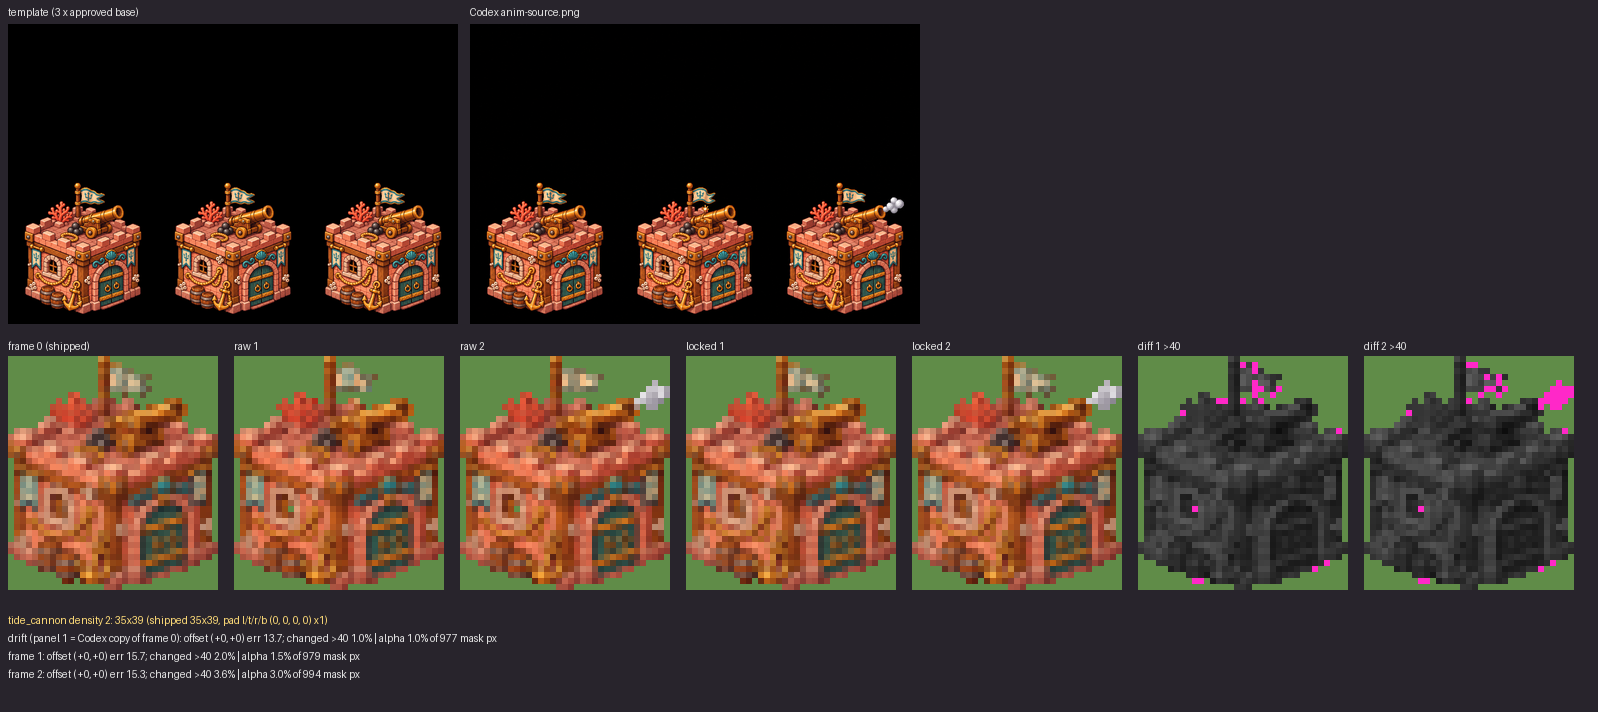 template (3 x approved base)
Codex anim-source.png
frame 0 (shipped)
raw 1
raw 2
locked 1
locked 2
diff 1 >40
diff 2 >40
tide_cannon density 2: 35x39 (shipped 35x39, pad l/t/r/b (0, 0, 0, 0) x1)
drift (panel 1 = Codex copy of frame 0): offset (+0,+0) err 13.7; changed >40 1.0% | alpha 1.0% of 977 mask px
frame 1: offset (+0,+0) err 15.7; changed >40 2.0% | alpha 1.5% of 979 mask px
frame 2: offset (+0,+0) err 15.3; changed >40 3.6% | alpha 3.0% of 994 mask px